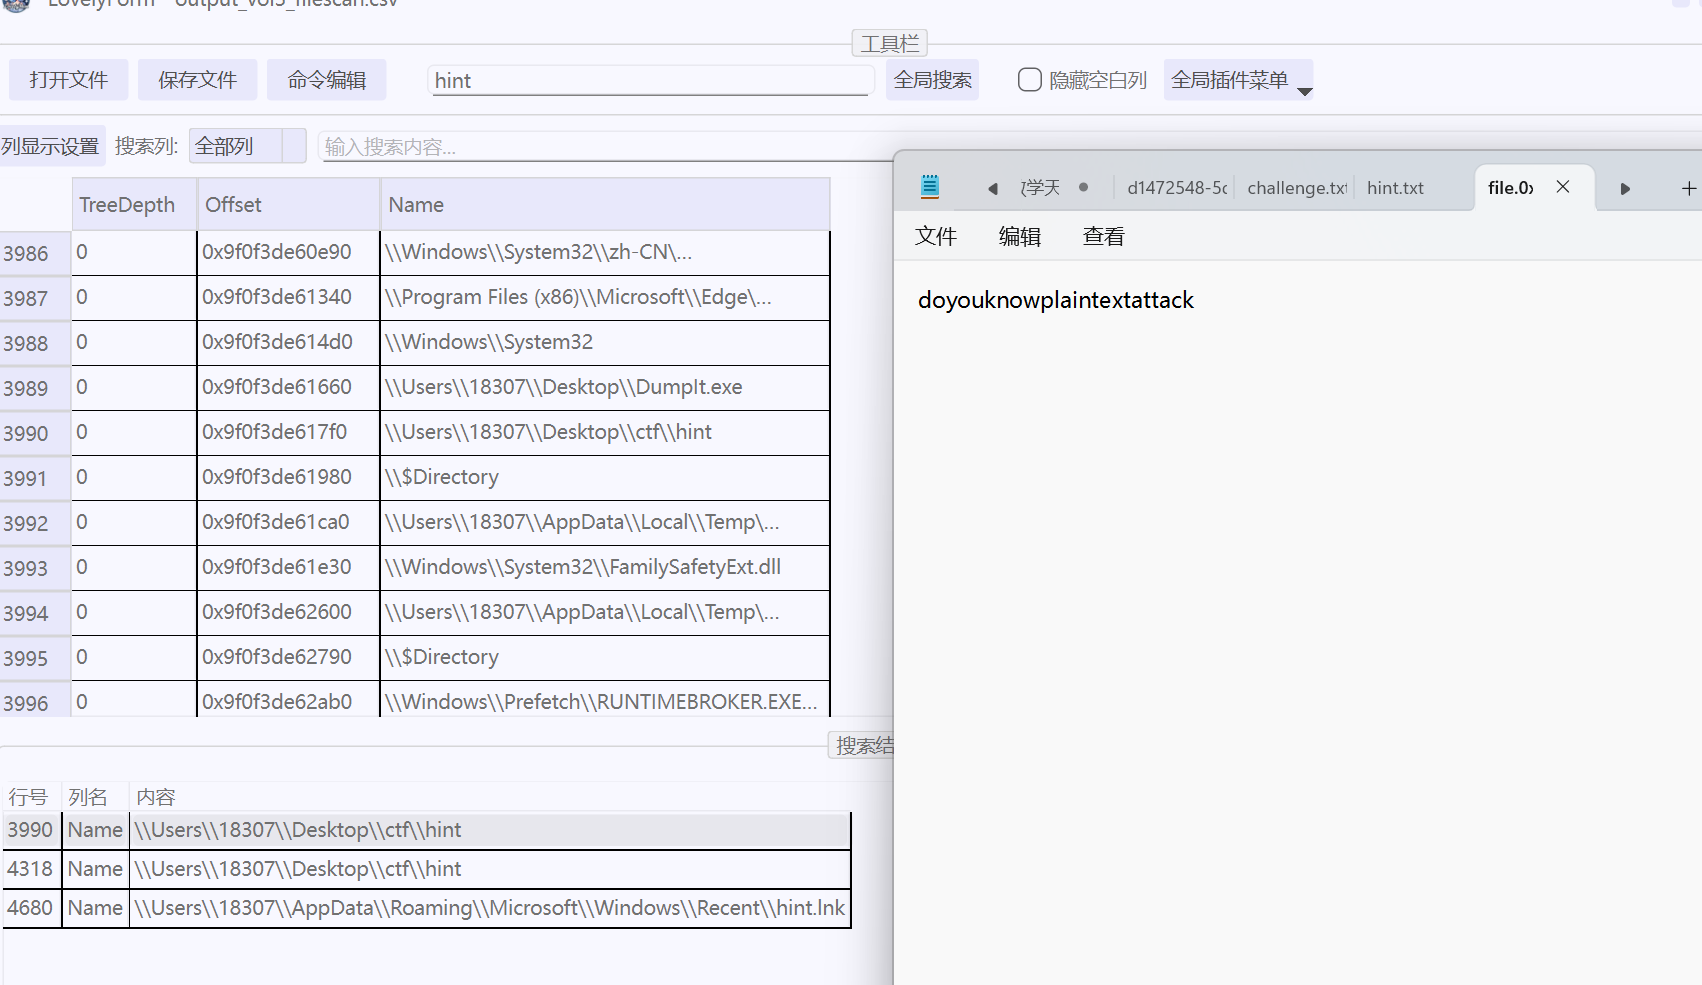 LovelyForm output_vol3_filescan.csv
工具栏
打开文件 保存文件 命令编辑 hint 全局搜索 隐藏空白列 全局插件菜单
列显示设置 搜索列: 全部列 输入搜索内容...
TreeDepth Offset Name
3986 0 0x9f0f3de60e90 \\Windows\\System32\\zh-CN\...
3987 0 0x9f0f3de61340 \\Program Files (x86)\\Microsoft\\Edge\...
3988 0 0x9f0f3de614d0 \\Windows\\System32
3989 0 0x9f0f3de61660 \\Users\\18307\\Desktop\\DumpIt.exe
3990 0 0x9f0f3de617f0 \\Users\\18307\\Desktop\\ctf\\hint
3991 0 0x9f0f3de61980 \\$Directory
3992 0 0x9f0f3de61ca0 \\Users\\18307\\AppData\\Local\\Temp\...
3993 0 0x9f0f3de61e30 \\Windows\\System32\\FamilySafetyExt.dll
3994 0 0x9f0f3de62600 \\Users\\18307\\AppData\\Local\\Temp\...
3995 0 0x9f0f3de62790 \\$Directory
3996 0 0x9f0f3de62ab0 \\Windows\\Prefetch\\RUNTIMEBROKER.EXE...
搜索结
行号 列名 内容
3990 Name \\Users\\18307\\Desktop\\ctf\\hint
4318 Name \\Users\\18307\\Desktop\\ctf\\hint
4680 Name \\Users\\18307\\AppData\\Roaming\\Microsoft\\Windows\\Recent\\hint.lnk
学天 d1472548-5c challenge.txt hint.txt file.0x
文件 编辑 查看
doyouknowplaintextattack